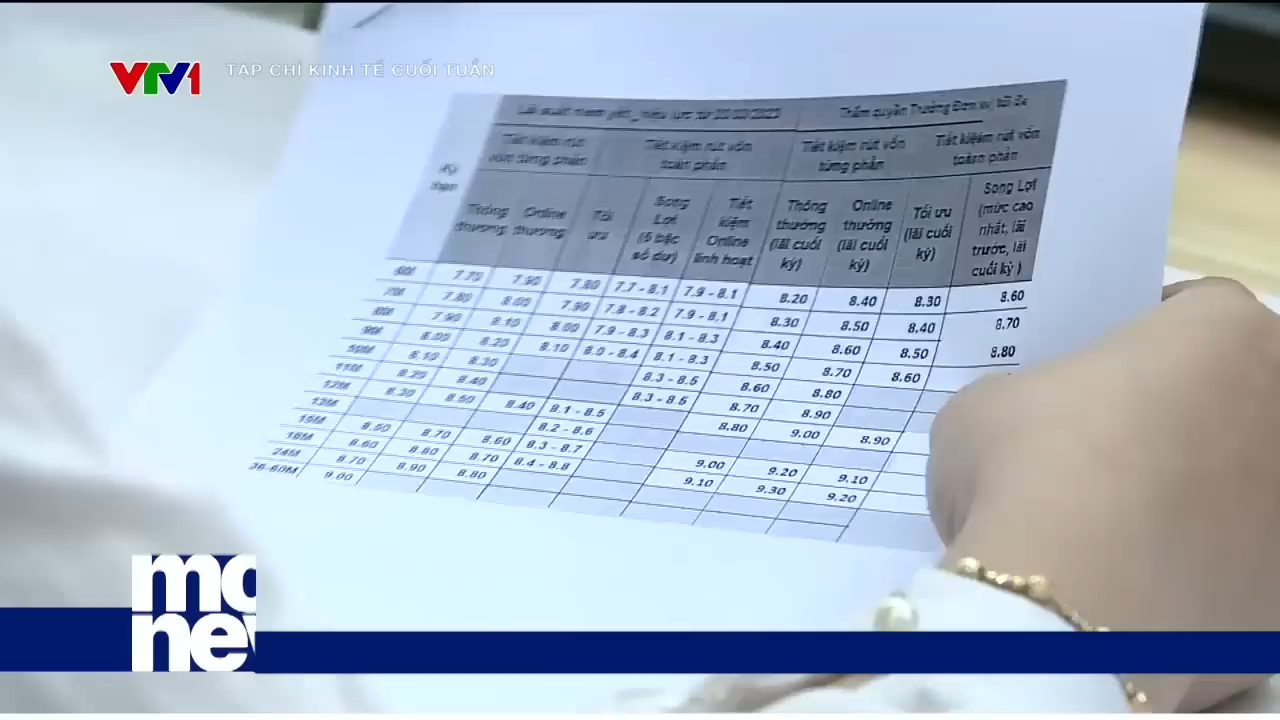 VTV1 TẠP CHÍ KINH TẾ CUỐI TUẦN
Thẩm quyền Trưởng Đơn vị tối đa
Tiết kiệm rút vốn từng phần
Tiết kiệm rút vốn toàn phần
Tiết kiệm rút vốn từng phần
Tiết kiệm rút vốn toàn phần
Kỳ hạn
Thông thường
Online thường
Tối ưu
Song Lợi (5 bậc số dư)
Tiết kiệm Online linh hoạt
Thông thường (lãi cuối kỳ)
Online thường (lãi cuối kỳ)
Tối ưu (lãi cuối kỳ)
Song Lợi (mức cao nhất, lãi trước, lãi cuối kỳ )
6M 7.70 7.90 7.80 7.7 - 8.1 7.9 - 8.1 8.20 8.40 8.30 8.60
7M 7.80 8.00 7.90 7.8 - 8.2 7.9 - 8.1 8.30 8.50 8.40 8.70
8M 7.90 8.10 8.00 7.9 - 8.3 8.1 - 8.3 8.40 8.60 8.50 8.80
9M 8.00 8.20 8.10 8.0 - 8.4 8.1 - 8.3 8.50 8.70 8.60
10M 8.10 8.30 8.3 - 8.5 8.60 8.80
11M 8.20 8.40 8.3 - 8.5 8.70 8.90
12M 8.30 8.50 8.40 8.1 - 8.5 8.80 9.00 8.90
13M 8.2 - 8.6
15M 8.50 8.70 8.60 8.3 - 8.7 9.00 9.20 9.10
18M 8.60 8.80 8.70 8.4 - 8.8 9.10 9.30 9.20
24M 8.70 8.90 8.80
36-60M 9.00
mo
nev